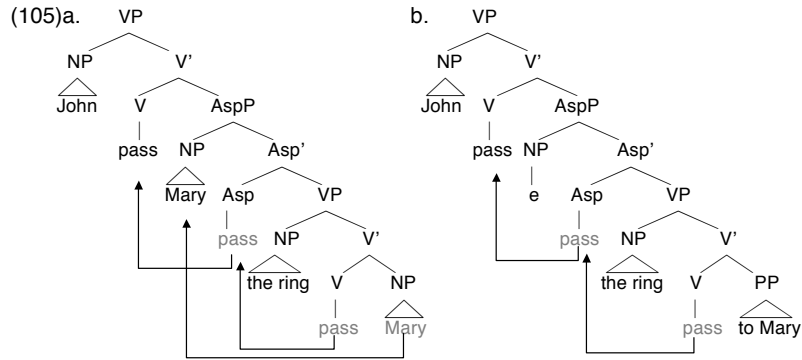 (105)a. VP b. VP
NP V' NP V'
John V AspP John V AspP
pass NP Asp' pass NP Asp'
Mary Asp VP e Asp VP
pass NP V' pass NP V'
the ring V NP the ring V PP
pass Mary pass to Mary